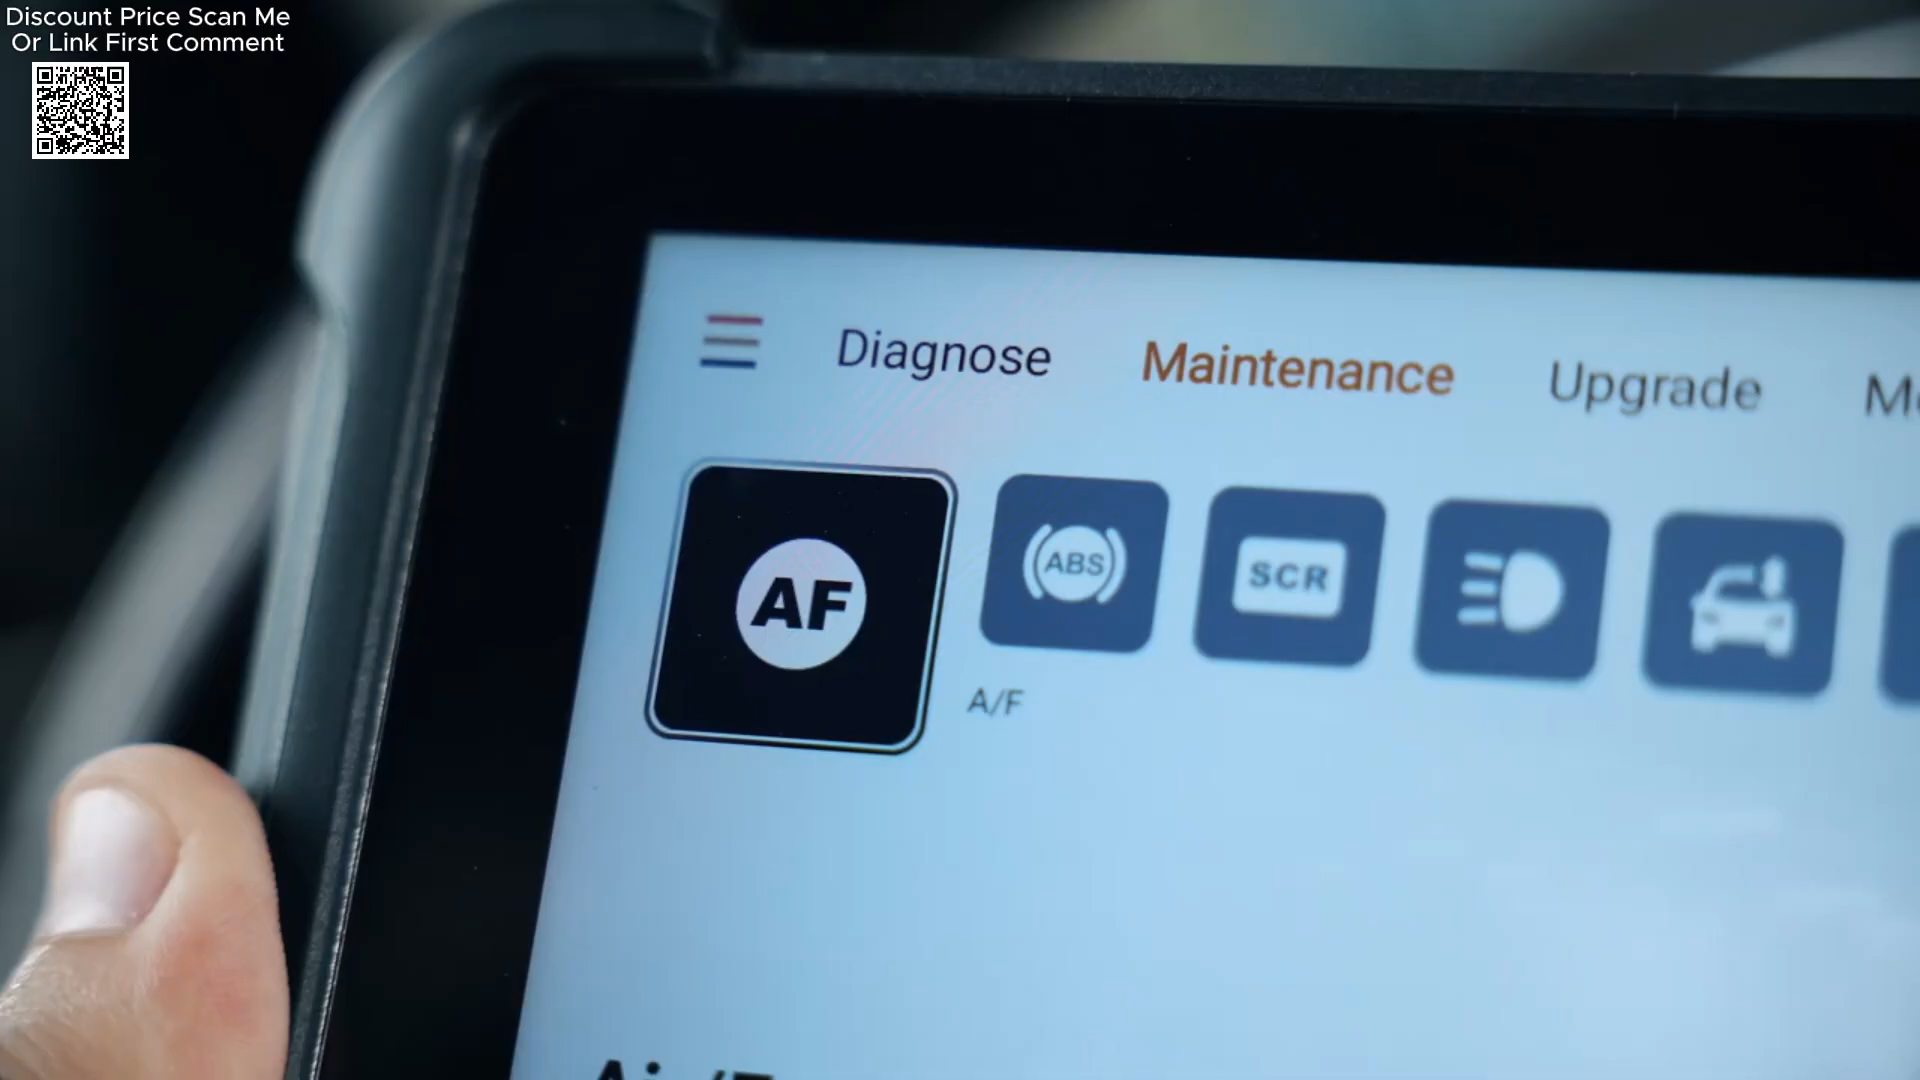 Discount Price Scan Me
Or Link First Comment
Diagnose Maintenance Upgrade
AF
ABS
SCR
A/F